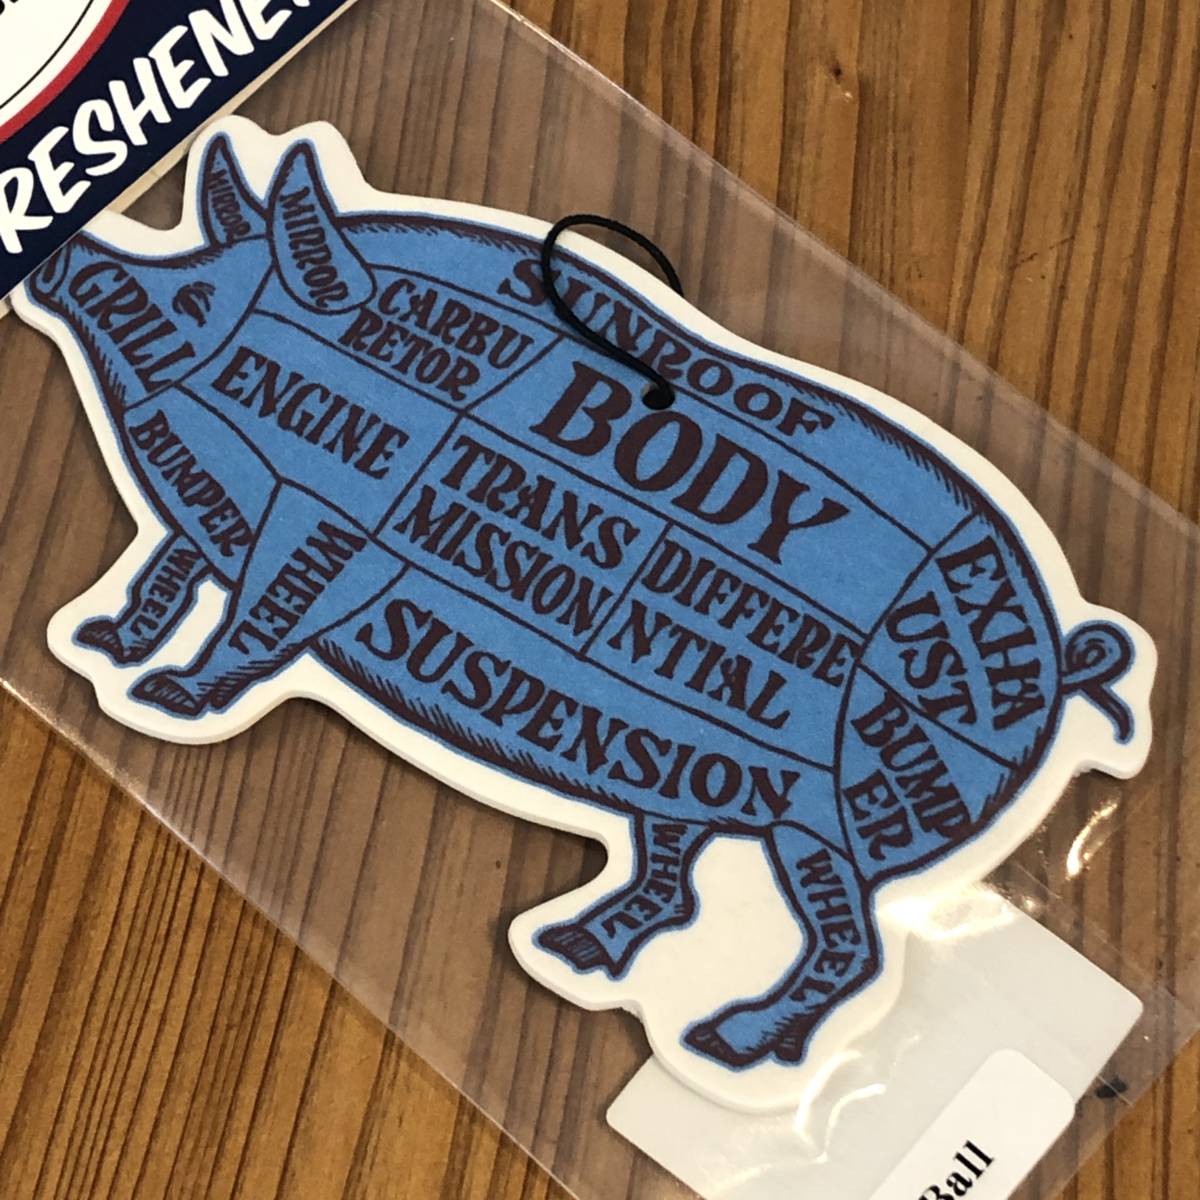 RESHENE
MIRROR
MIRROR
GRILL
CARBU
RETOR
SUNROOF
ENGINE
BODY
BUMPER
TRANS
MISSION
DIFFERE
NTIAL
EXHA
UST
WHEEL
WHEEL
SUSPENSION
BUMP
ER
WHEEL
WHEEL
Ball